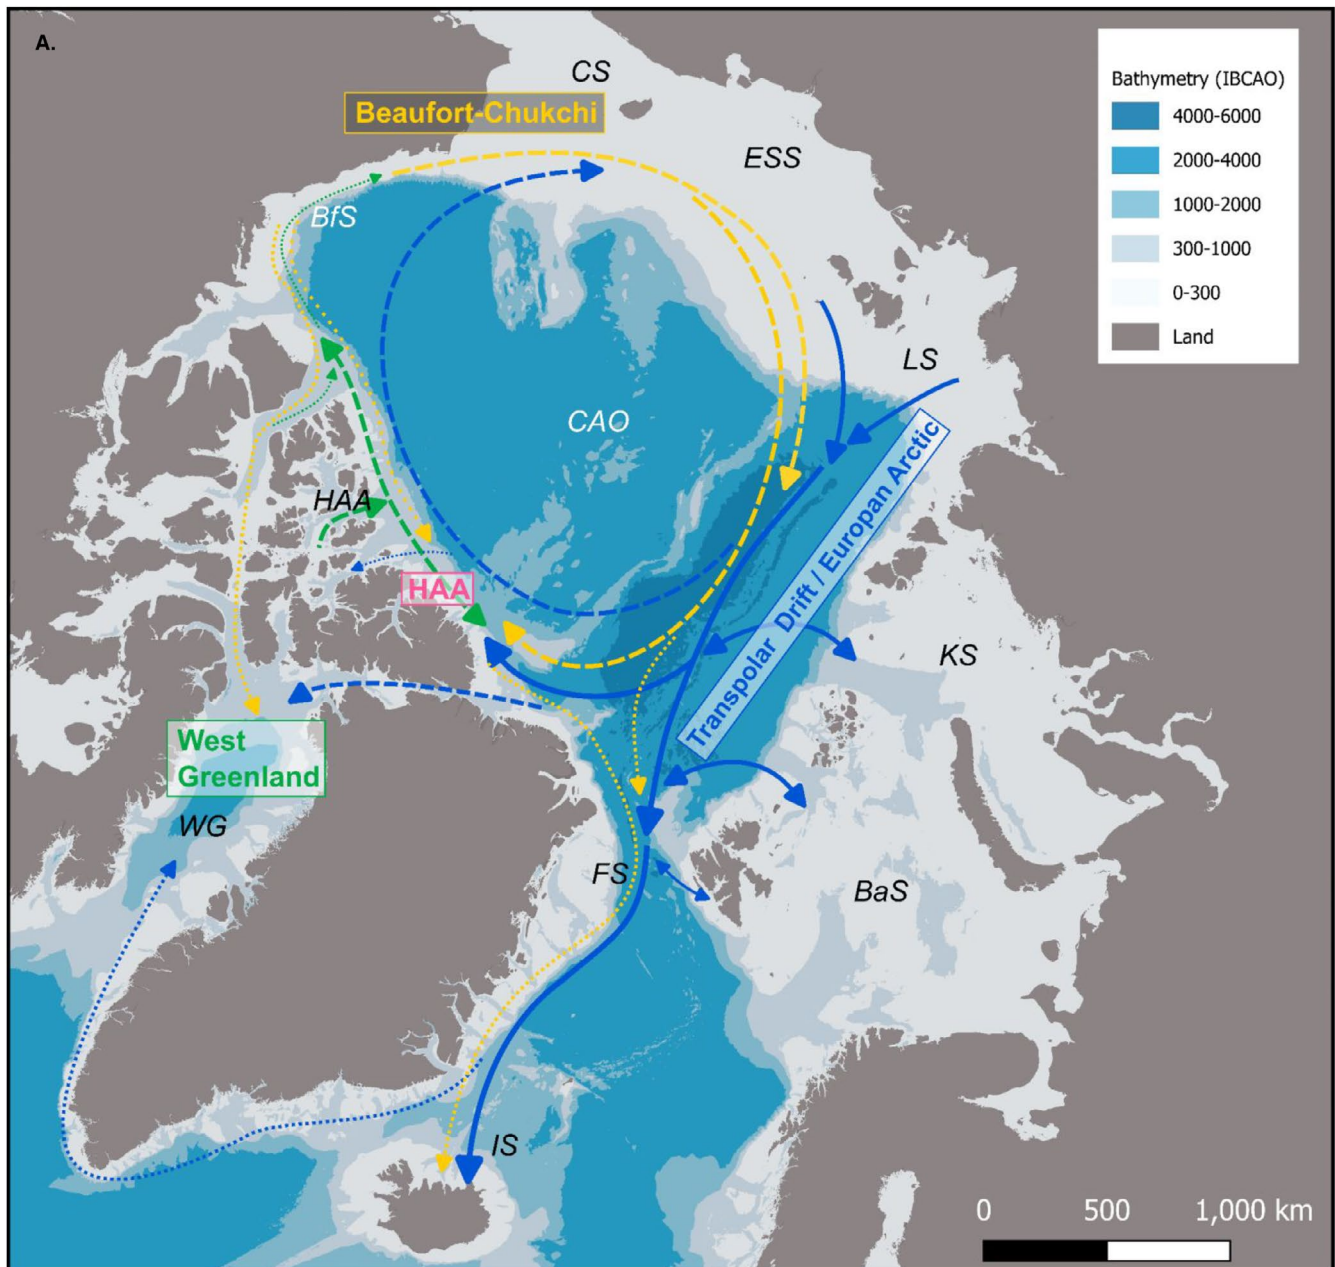 A.
CS
Beaufort-Chukchi
ESS
BfS
Bathymetry (IBCAO)
4000-6000
2000-4000
1000-2000
300-1000
0-300
Land
LS
CAO
HAA
HAA
Transpolar Drift / Europan Arctic
KS
West
Greenland
WG
FS
BaS
IS
0 500 1,000 km